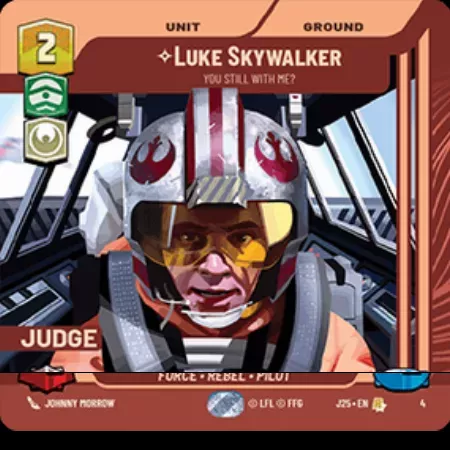 UNIT
GROUND
2
LUKE SKYWALKER
YOU STILL WITH ME?
JUDGE
FORCE • REBEL • PILOT
JOHNNY MORROW
© LFL © FFG
J25 • EN
4